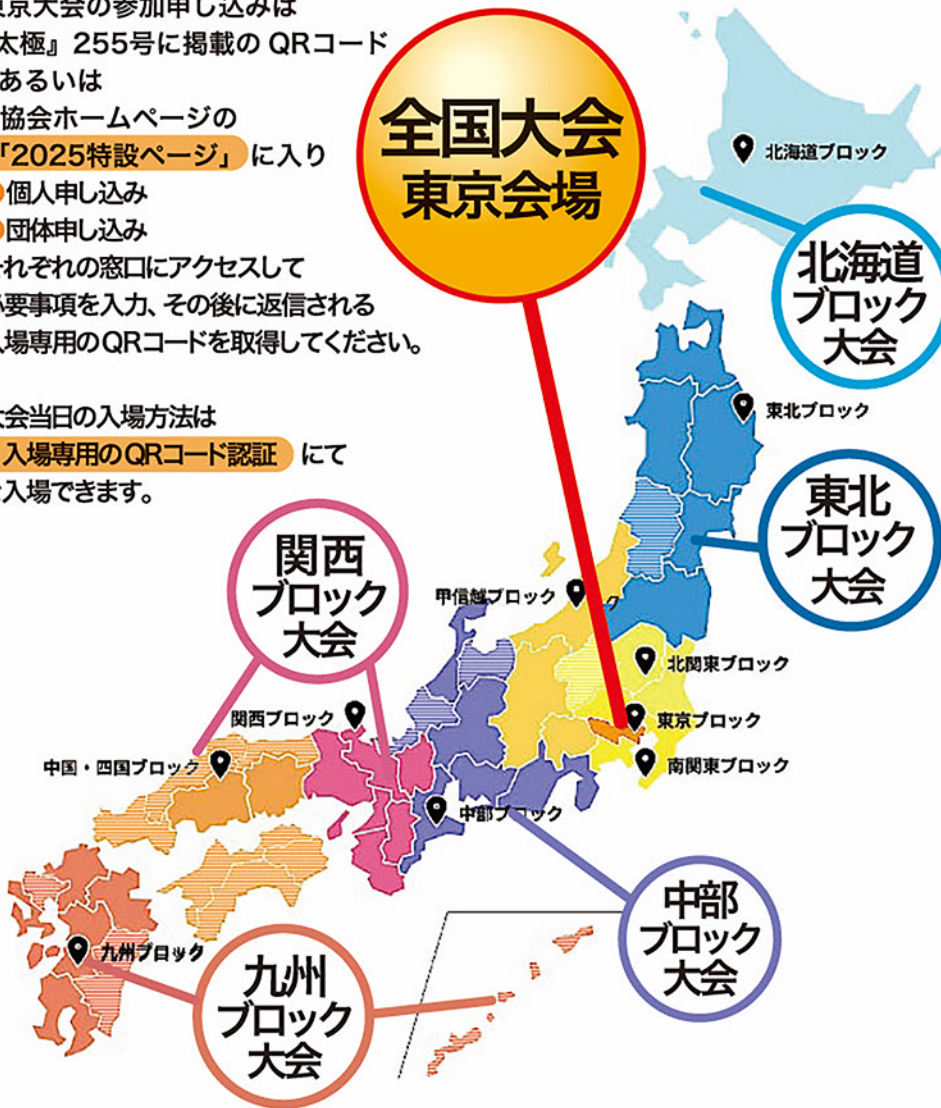 東京大会の参加申し込みは
太極』255号に掲載の QRコード
あるいは
協会ホームページの
「2025特設ページ」に入り
個人申し込み
団体申し込み
れぞれの窓口にアクセスして
必要事項を入力、その後に返信される
入場専用のQRコードを取得してください。
大会当日の入場方法は
入場専用のQRコード認証 にて
入場できます。
全国大会
東京会場
北海道ブロック
北海道
ブロック
大会
東北ブロック
東北
ブロック
大会
関西
ブロック
大会
甲信越ブロック
ク
北関東ブロック
関西ブロック
東京ブロック
中国・四国ブロック
南関東ブロック
中部ブロック
中部
ブロック
大会
九州ブロック
九州
ブロック
大会